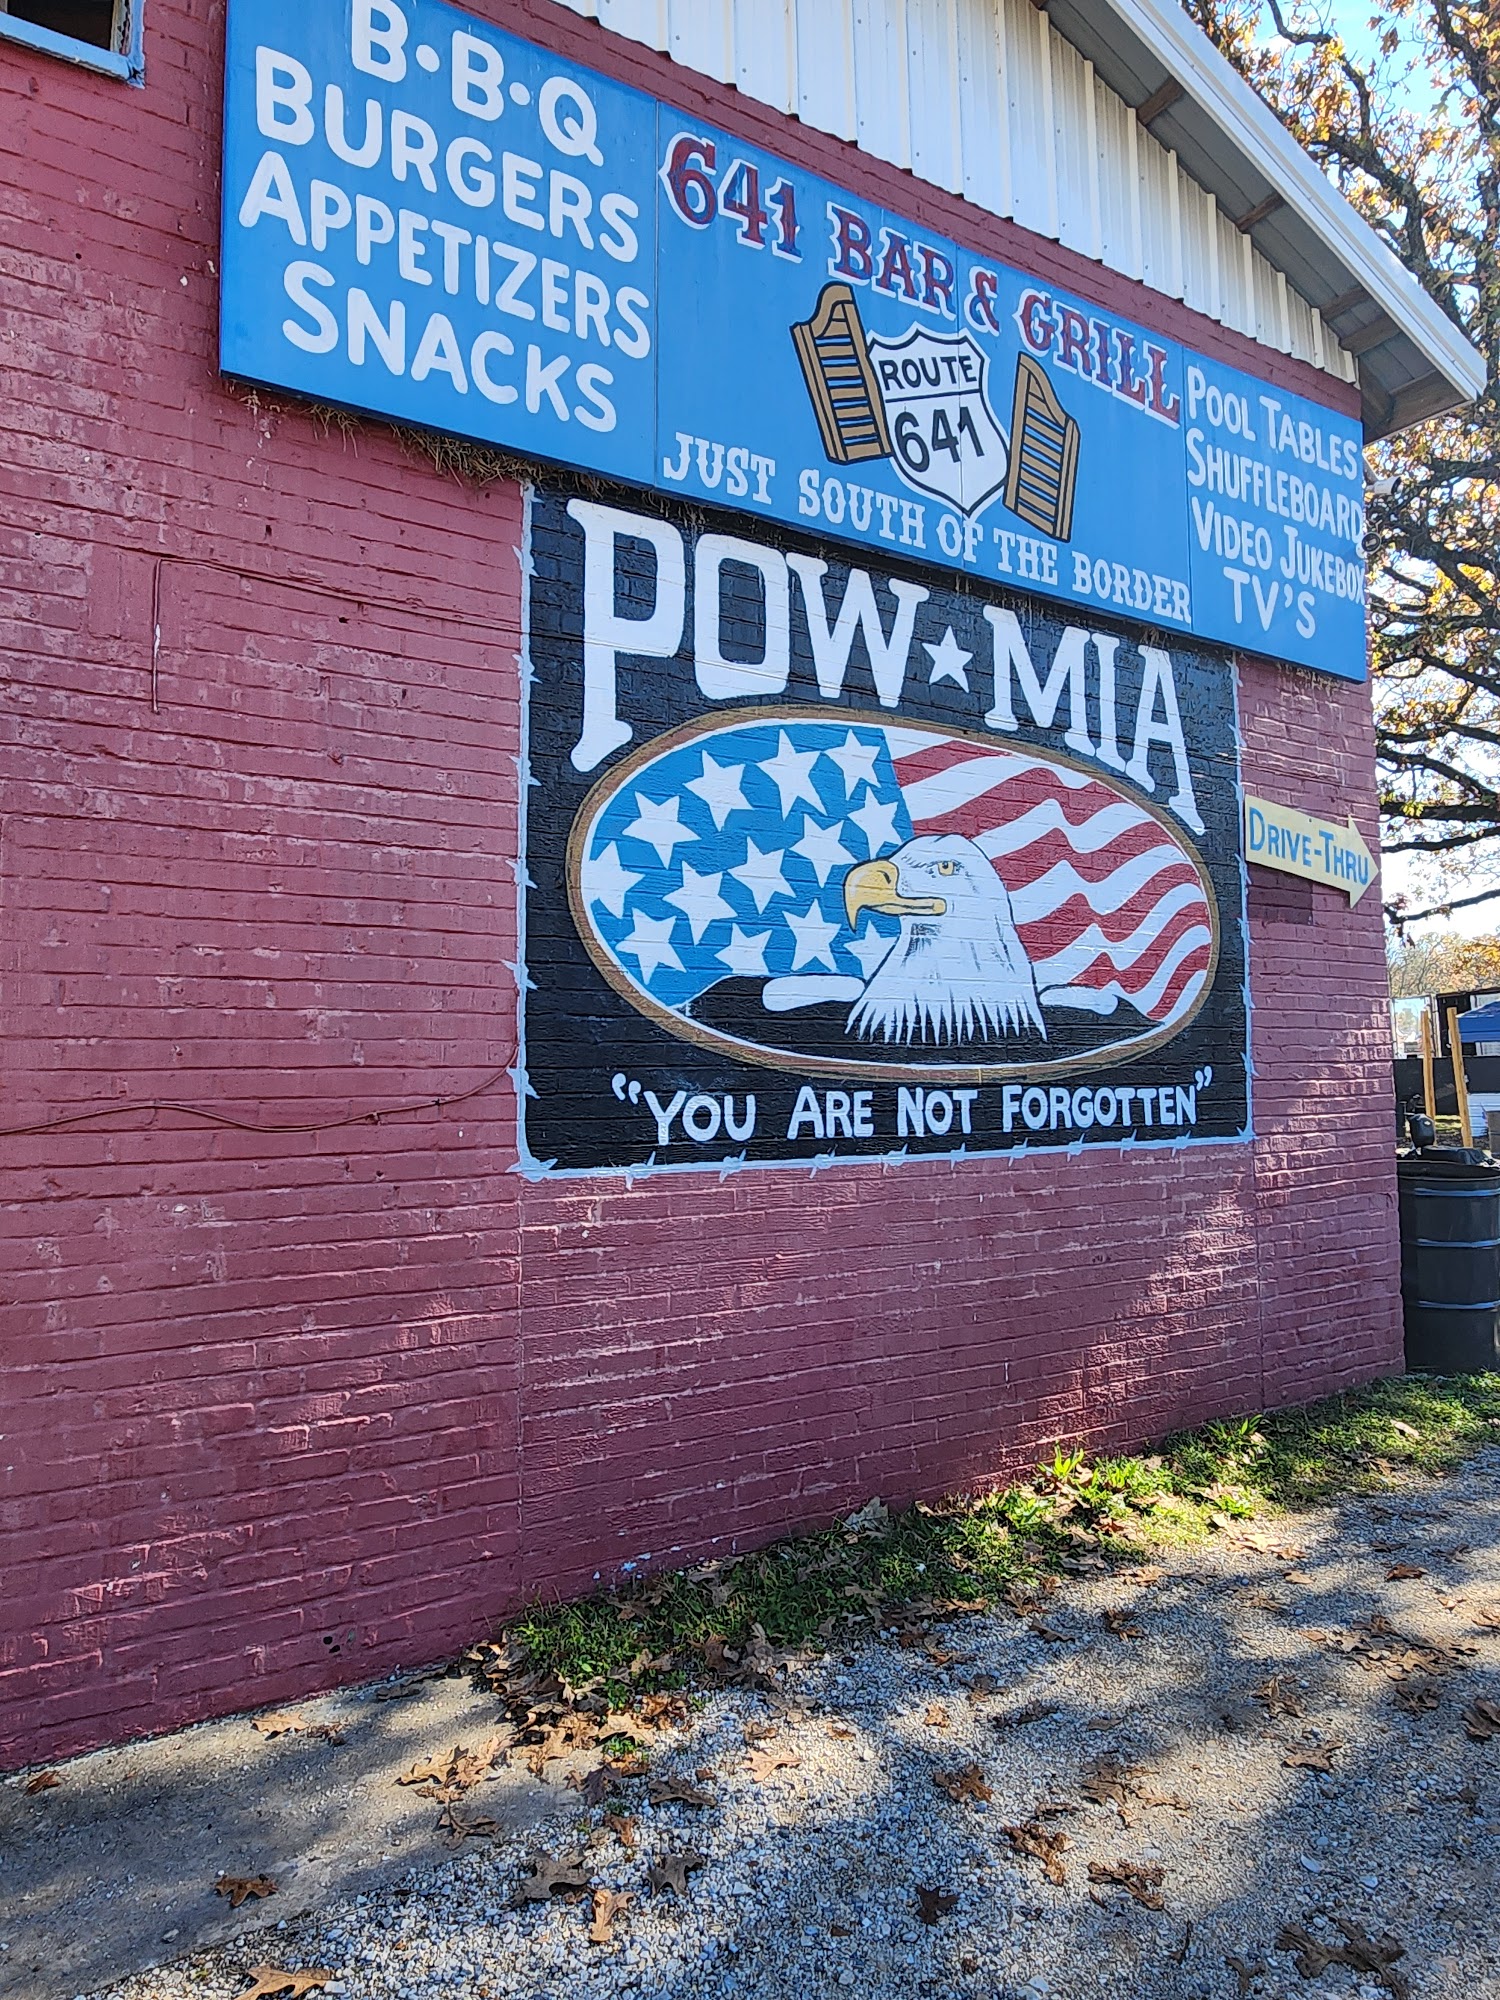 B•B•Q
BURGERS
APPETIZERS
SNACKS
641 BAR & GRILL
ROUTE
641
JUST SOUTH OF THE BORDER
POOL TABLES
SHUFFLEBOARD
VIDEO JUKEBOX
TV'S
POW★MIA
"YOU ARE NOT FORGOTTEN"
DRIVE-THRU